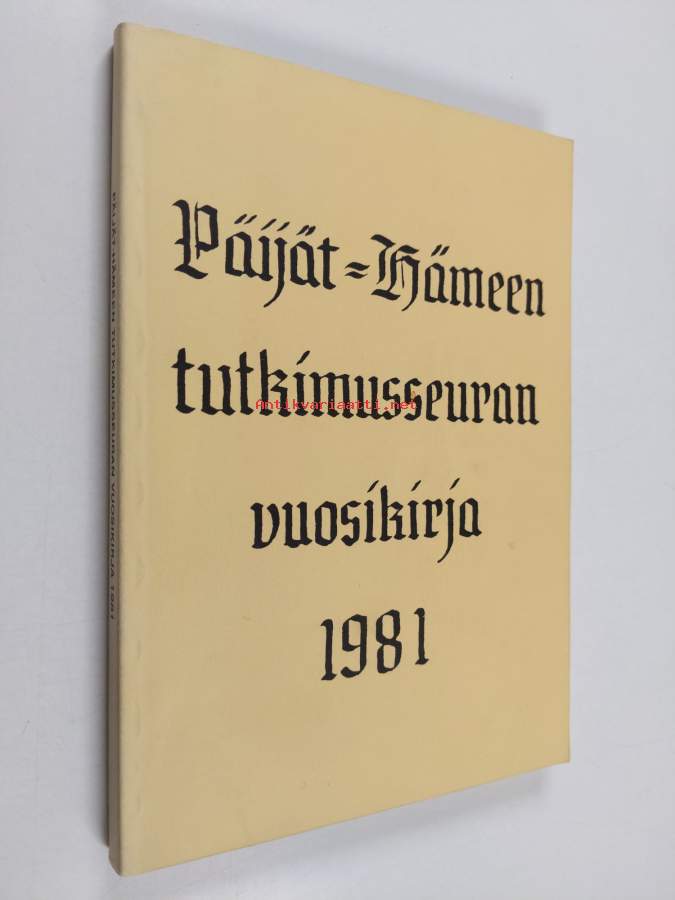 Päijät-Hämeen
tutkimusseuran
vuosikirja
1981
PÄIJÄT-HÄMEEN TUTKIMUSSEURAN VUOSIKIRJA 1981
Antikvariaatti.net